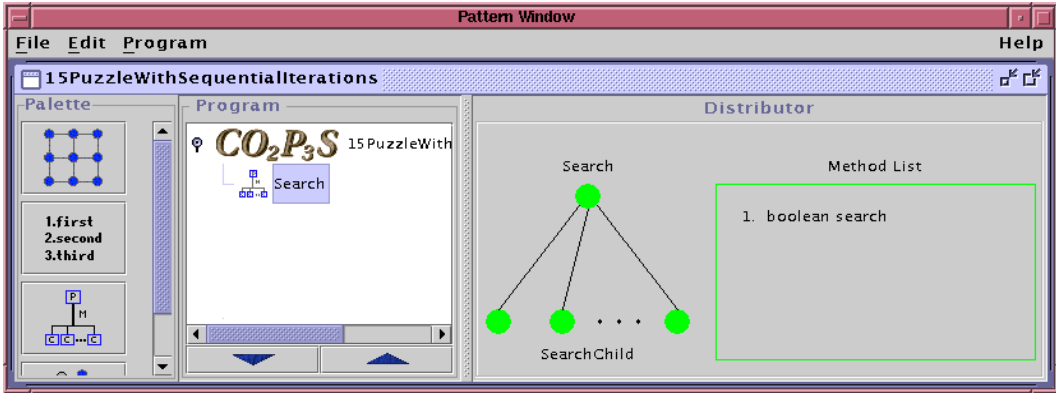 Pattern Window
File Edit Program Help
15PuzzleWithSequentialIterations
Palette
1.first
2.second
3.third
P
M
C C ... C
Program
CO2P3S 15PuzzleWith
P
M
C C ... C
Search
Distributor
Search
SearchChild
Method List
1. boolean search